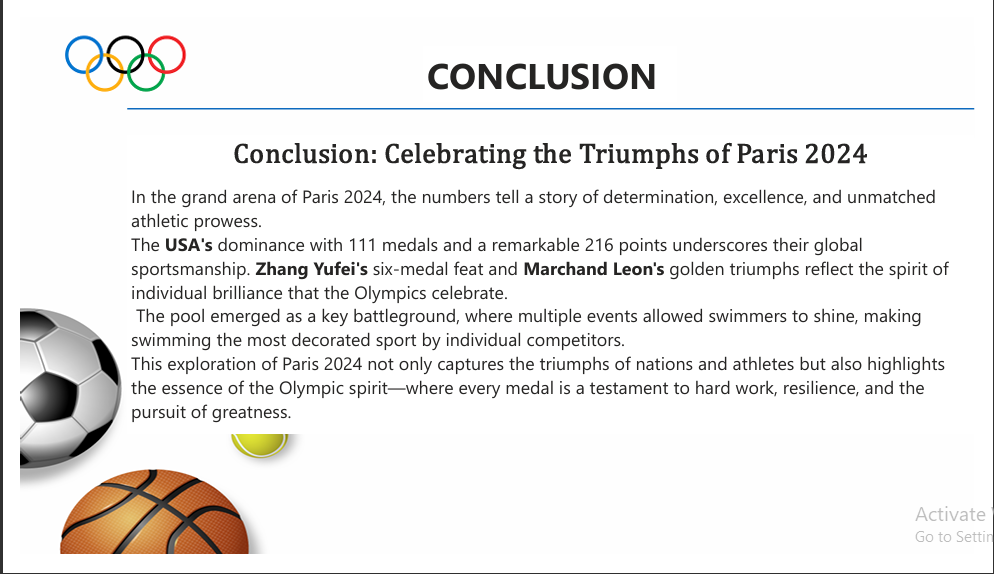 CONCLUSION
Conclusion: Celebrating the Triumphs of Paris 2024
In the grand arena of Paris 2024, the numbers tell a story of determination, excellence, and unmatched
athletic prowess.
The USA's dominance with 111 medals and a remarkable 216 points underscores their global
sportsmanship. Zhang Yufei's six-medal feat and Marchand Leon's golden triumphs reflect the spirit of
individual brilliance that the Olympics celebrate.
The pool emerged as a key battleground, where multiple events allowed swimmers to shine, making
swimming the most decorated sport by individual competitors.
This exploration of Paris 2024 not only captures the triumphs of nations and athletes but also highlights
the essence of the Olympic spirit—where every medal is a testament to hard work, resilience, and the
pursuit of greatness.
Activate
Go to